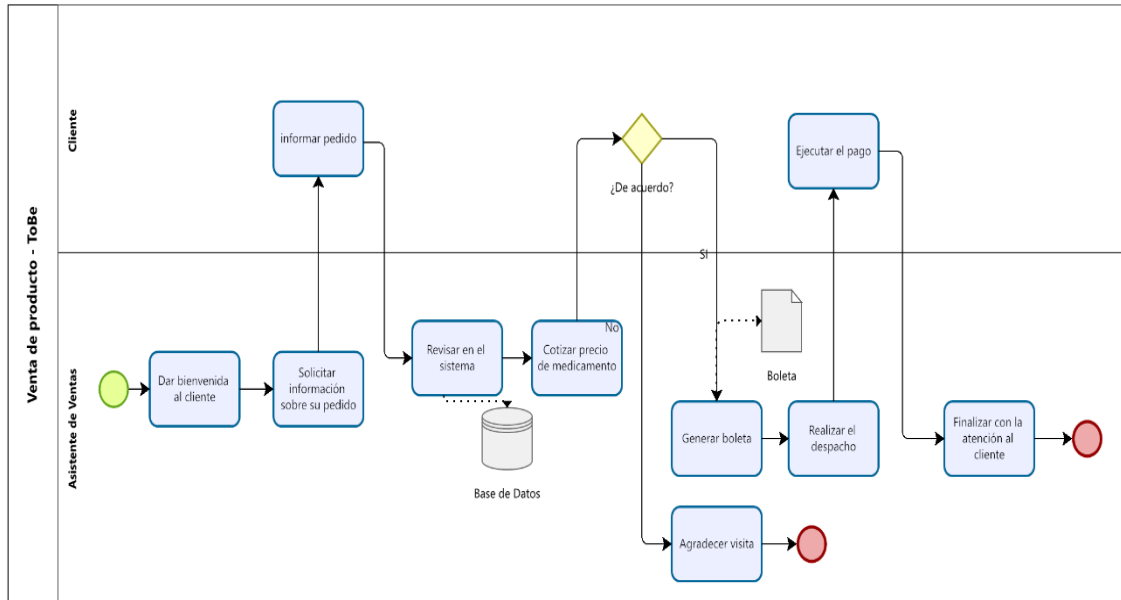 Venta de producto - ToBe
Cliente
informar pedido
¿De acuerdo?
Ejecutar el pago
SI
Asistente de Ventas
Dar bienvenida
al cliente
Solicitar
información
sobre su pedido
Revisar en el
sistema
No
Cotizar precio
de medicamento
Boleta
Base de Datos
Generar boleta
Realizar el
despacho
Finalizar con la
atención al
cliente
Agradecer visita